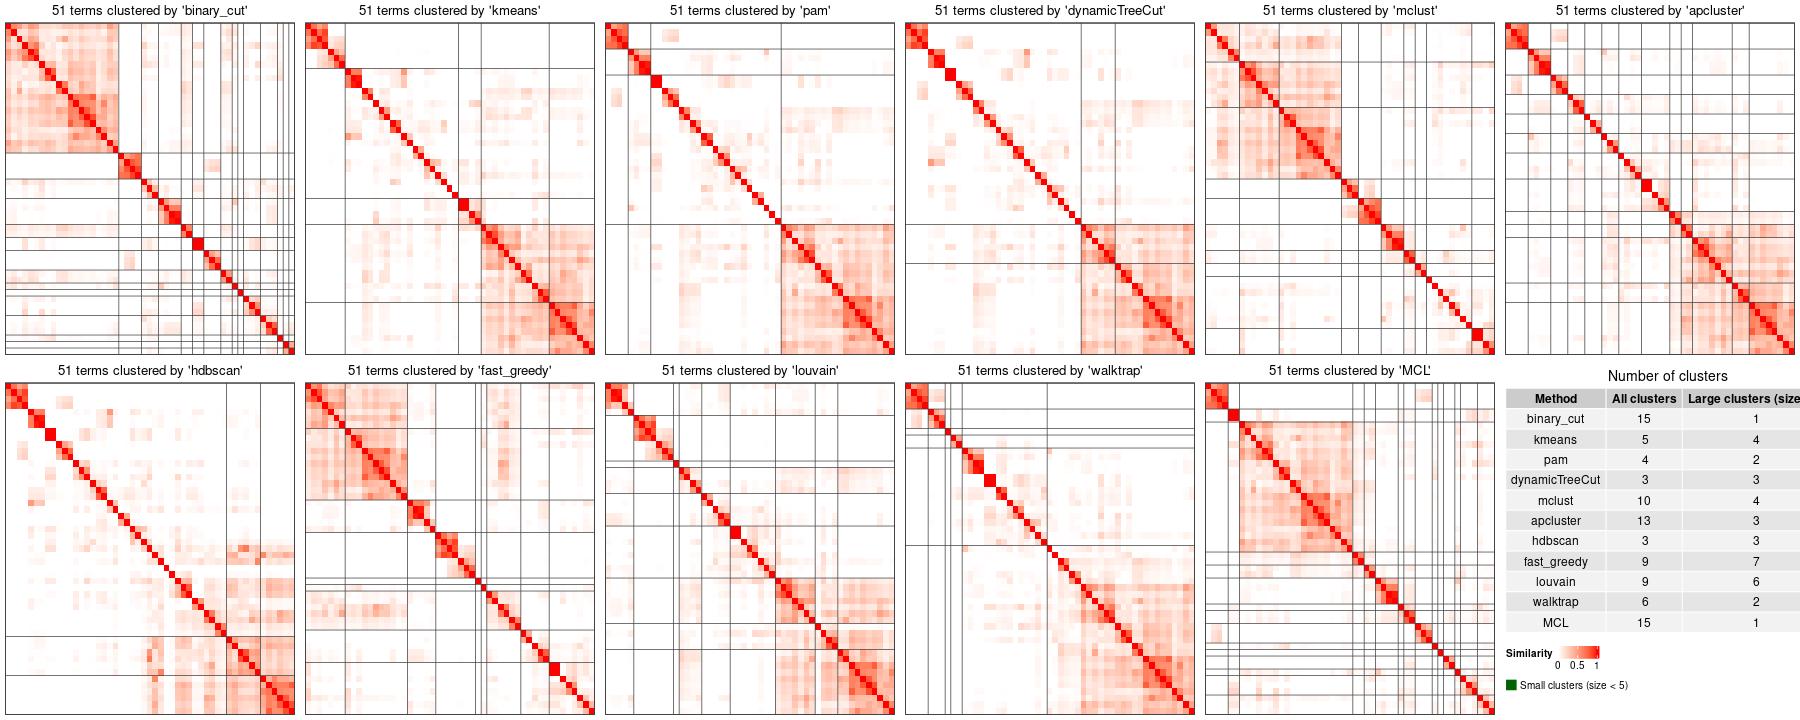 51 terms clustered by 'binary_cut'
51 terms clustered by 'kmeans'
51 terms clustered by 'pam'
51 terms clustered by 'dynamicTreeCut'
51 terms clustered by 'mclust'
51 terms clustered by 'apcluster'
51 terms clustered by 'hdbscan'
51 terms clustered by 'fast_greedy'
51 terms clustered by 'louvain'
51 terms clustered by 'walktrap'
51 terms clustered by 'MCL'
Number of clusters
Method All clusters Large clusters (size
binary_cut 15 1
kmeans 5 4
pam 4 2
dynamicTreeCut 3 3
mclust 10 4
apcluster 13 3
hdbscan 3 3
fast_greedy 9 7
louvain 9 6
walktrap 6 2
MCL 15 1
Similarity
0 0.5 1
Small clusters (size < 5)